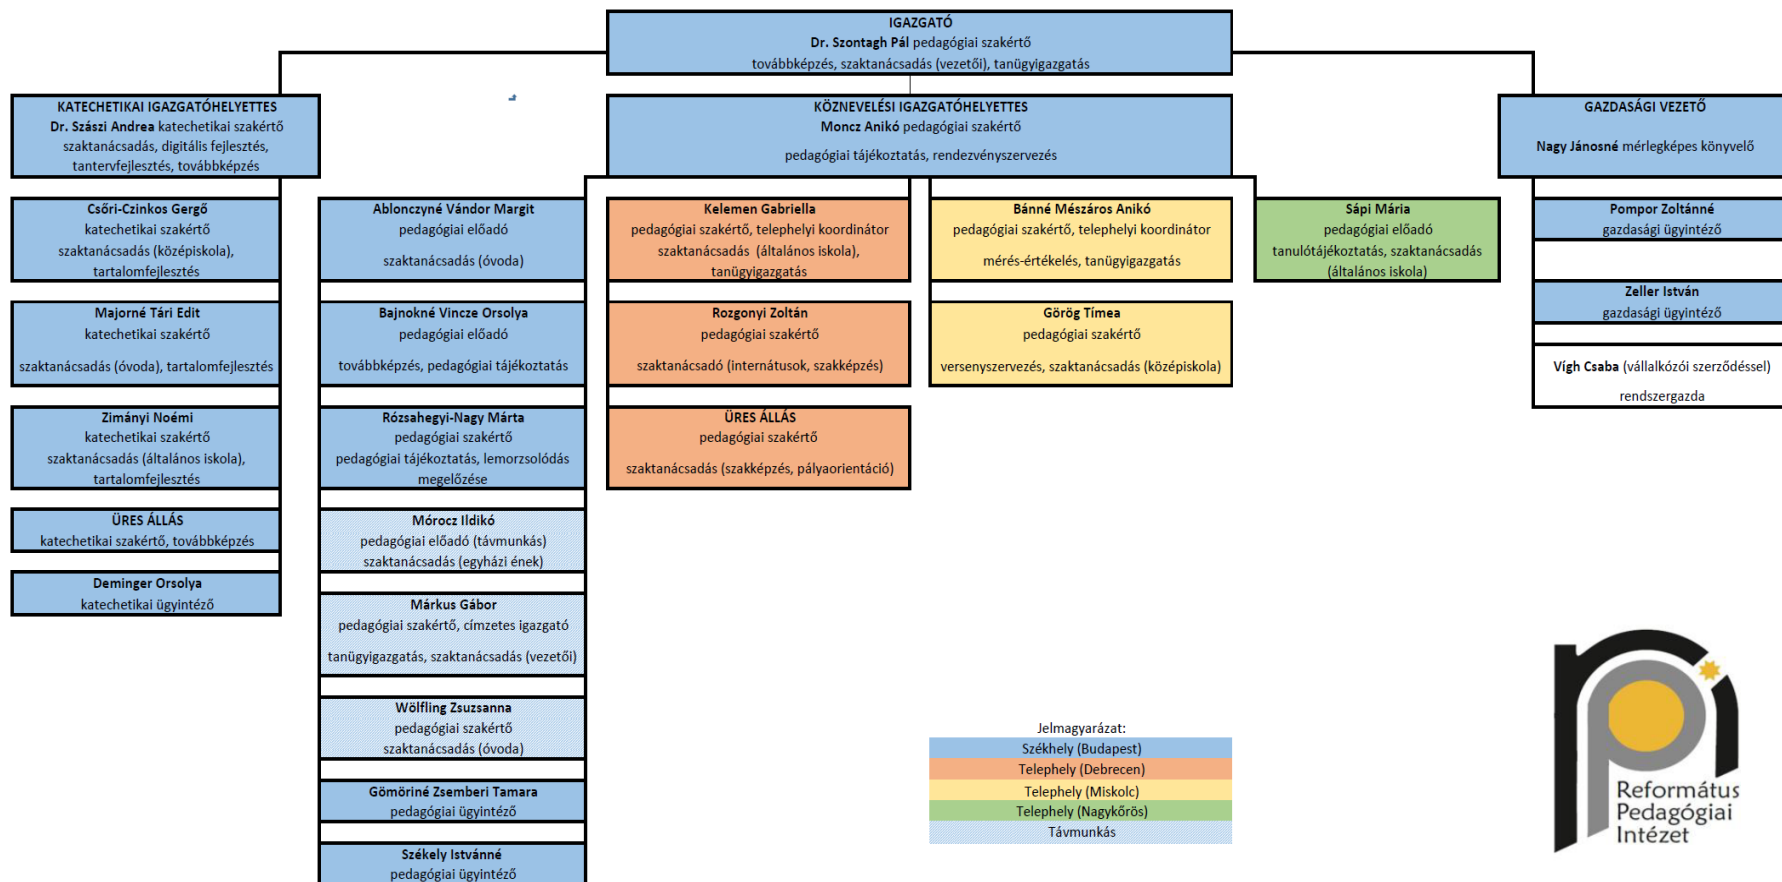 IGAZGATÓ
Dr. Szontagh Pál pedagógiai szakértő
továbbképzés, szaktanácsadás (vezetői), tanügyigazgatás
KATECHETIKAI IGAZGATÓHELYETTES
Dr. Szászi Andrea katechetikai szakértő
szaktanácsadás, digitális fejlesztés,
tantervfejlesztés, továbbképzés
KÖZNEVELÉSI IGAZGATÓHELYETTES
Moncz Anikó pedagógiai szakértő
pedagógiai tájékoztatás, rendezvényszervezés
GAZDASÁGI VEZETŐ
Nagy Jánosné mérlegképes könyvelő
Csőri-Czinkos Gergő
katechetikai szakértő
szaktanácsadás (középiskola),
tartalomfejlesztés
Majorné Tári Edit
katechetikai szakértő
szaktanácsadás (óvoda), tartalomfejlesztés
Zimányi Noémi
katechetikai szakértő
szaktanácsadás (általános iskola),
tartalomfejlesztés
ÜRES ÁLLÁS
katechetikai szakértő, továbbképzés
Deminger Orsolya
katechetikai ügyintéző
Ablonczyné Vándor Margit
pedagógiai előadó
szaktanácsadás (óvoda)
Bajnokné Vincze Orsolya
pedagógiai előadó
továbbképzés, pedagógiai tájékoztatás
Rózsahegyi-Nagy Márta
pedagógiai szakértő
pedagógiai tájékoztatás, lemorzsolódás
megelőzése
Mórocz Ildikó
pedagógiai előadó (távmunkás)
szaktanácsadás (egyházi ének)
Márkus Gábor
pedagógiai szakértő, címzetes igazgató
tanügyigazgatás, szaktanácsadás (vezetői)
Wölfling Zsuzsanna
pedagógiai szakértő
szaktanácsadás (óvoda)
Gömöriné Zsemberi Tamara
pedagógiai ügyintéző
Székely Istvánné
pedagógiai ügyintéző
Kelemen Gabriella
pedagógiai szakértő, telephelyi koordinátor
szaktanácsadás (általános iskola),
tanügyigazgatás
Rozgonyi Zoltán
pedagógiai szakértő
szaktanácsadó (internátusok, szakképzés)
ÜRES ÁLLÁS
pedagógiai szakértő
szaktanácsadás (szakképzés, pályaorientáció)
Bánné Mészáros Anikó
pedagógiai szakértő, telephelyi koordinátor
mérés-értékelés, tanügyigazgatás
Görög Tímea
pedagógiai szakértő
versenyszervezés, szaktanácsadás (középiskola)
Sápi Mária
pedagógiai előadó
tanulótájékoztatás, szaktanácsadás
(általános iskola)
Pompor Zoltánné
gazdasági ügyintéző
Zeller István
gazdasági ügyintéző
Vígh Csaba (vállalkozói szerződéssel)
rendszergazda
Jelmagyarázat:
Székhely (Budapest)
Telephely (Debrecen)
Telephely (Miskolc)
Telephely (Nagykőrös)
Távmunkás
Református
Pedagógiai
Intézet